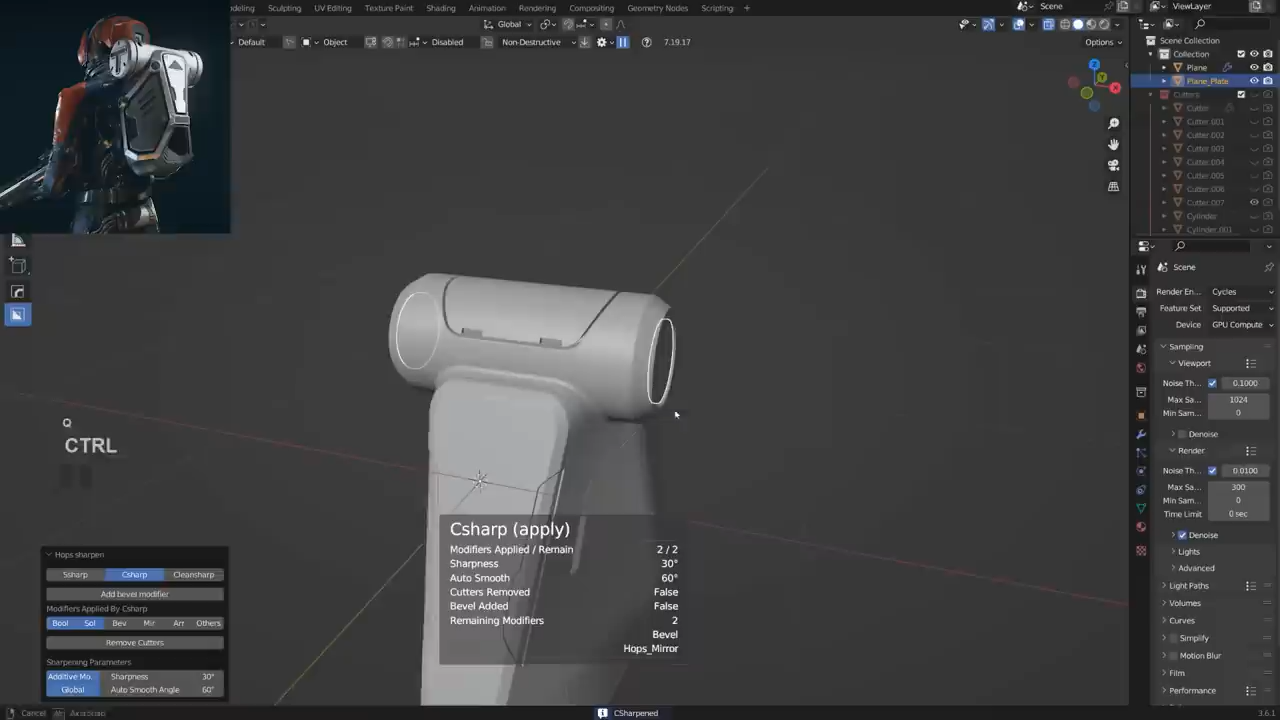 deling
Sculpting
UV Editing
Texture Paint
Shading
Animation
Rendering
Compositing
Geometry Nodes
Scripting
+
Scene
ViewLayer
Global
Default
Object
Disabled
Non-Destructive
7.19.17
Options
Scene Collection
Collection
Plane
Plane_Plate
Cutters
Cutter
Cutter.001
Cutter.002
Cutter.003
Cutter.004
Cutter.005
Cutter.006
Cutter.007
Cylinder
Cylinder.001
Z
Y
X
Scene
Render En... Cycles
Feature Set Supported
Device GPU Compute
Sampling
Viewport
Noise Th... 0.1000
Max Sa... 1024
Min Sam... 0
Denoise
Render
Noise Th... 0.0100
Max Sa... 300
Min Sam... 0
Time Limit 0 sec
Denoise
Lights
Advanced
Light Paths
Volumes
Curves
Simplify
Motion Blur
Film
Performance
Q
CTRL
Csharp (apply)
Modifiers Applied / Remain 2 / 2
Sharpness 30°
Auto Smooth 60°
Cutters Removed False
Bevel Added False
Remaining Modifiers 2
Bevel
Hops_Mirror
Hops sharpen
Ssharp Csharp Cleansharp
Add bevel modifier
Modifiers Applied By Csharp
Bool Sol Bev Mir Arr Others
Remove Cutters
Sharpening Parameters
Additive Mo.. Sharpness 30°
Global Auto Smooth Angle 60°
Cancel
CSharpened
3.6.1